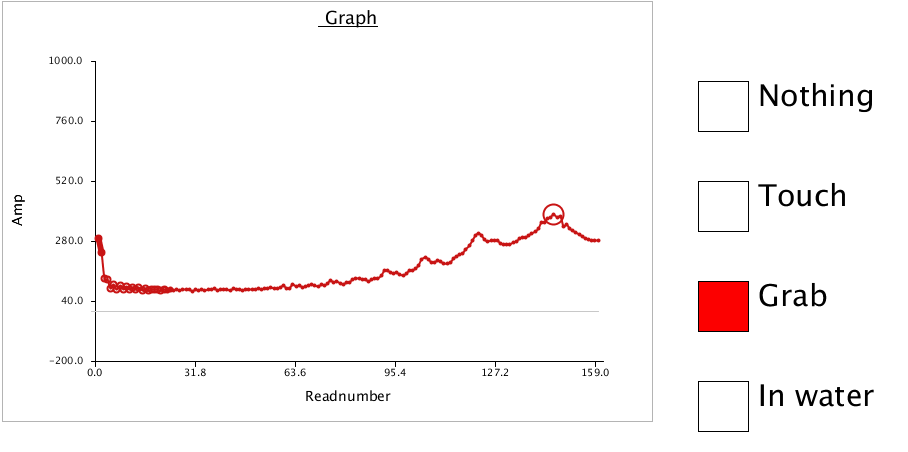 Graph
1000.0
760.0
520.0
280.0
40.0
-200.0
Amp
0.0 31.8 63.6 95.4 127.2 159.0
Readnumber
Nothing
Touch
Grab
In water